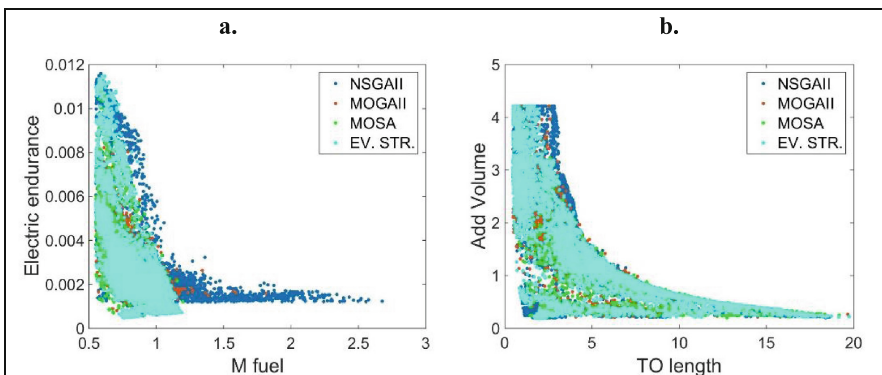 a.
b.
0.012
0.01
0.008
0.006
0.004
0.002
0
Electric endurance
0.5
1
1.5
2
2.5
3
M fuel
NSGAII
MOGAII
MOSA
EV. STR.
5
4
3
2
1
0
Add Volume
0
5
10
15
20
TO length
NSGAII
MOGAII
MOSA
EV. STR.